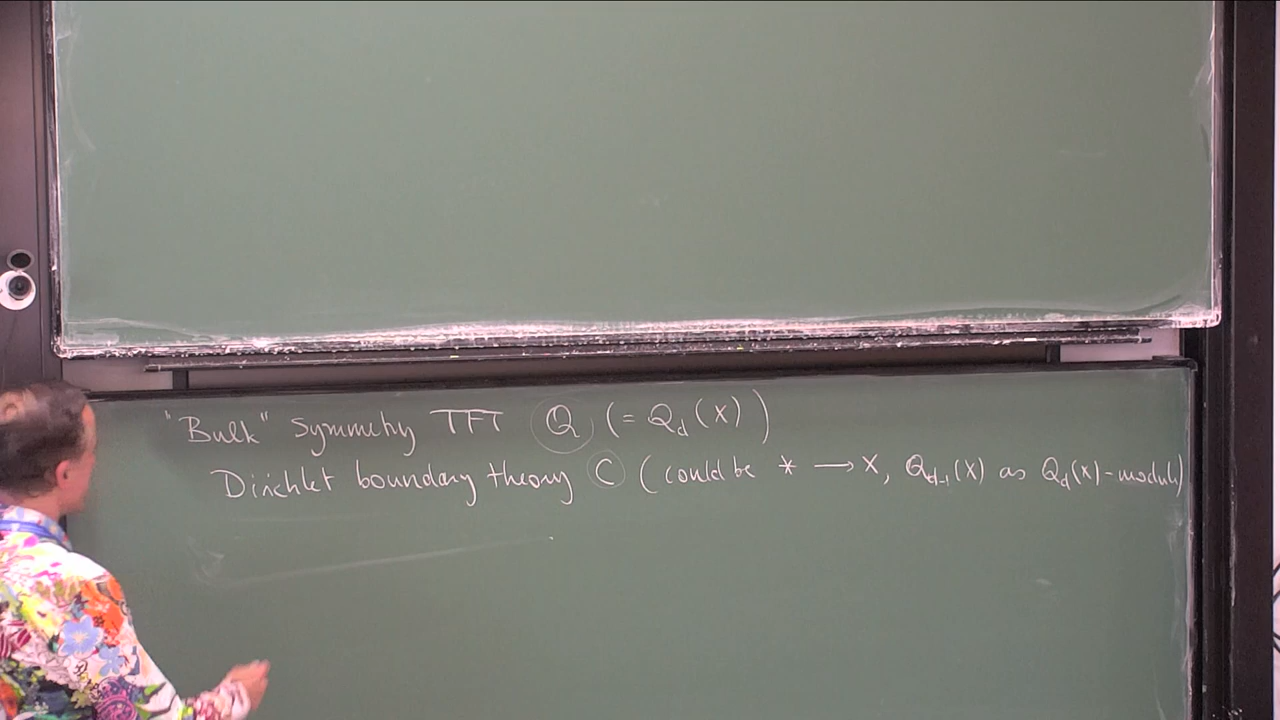 "Bulk" Symmetry TFT Q (= Q_d(X))
Dirichlet boundary theory C (could be * → X, Q_{d-1}(X) as Q_d(X)-module)